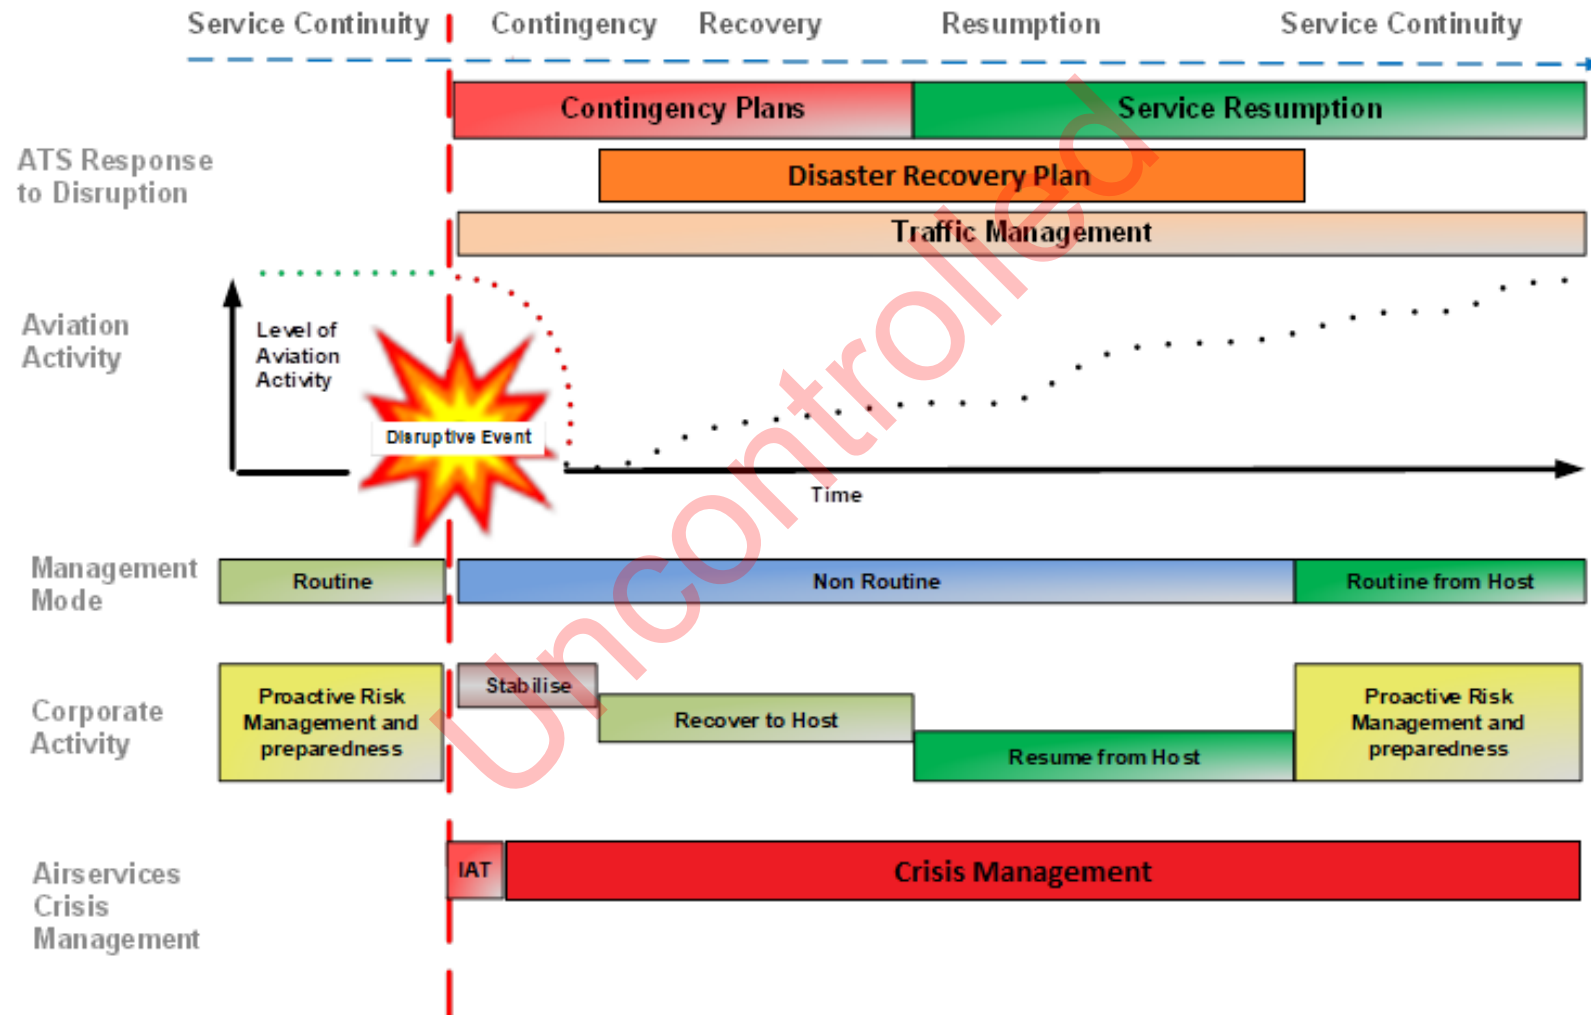 Service Continuity Contingency Recovery Resumption Service Continuity
Contingency Plans Service Resumption
ATS Response
to Disruption
Disaster Recovery Plan
Traffic Management
Aviation
Activity
Level of
Aviation
Activity
Disruptive Event
Time
Management
Mode
Routine Non Routine Routine from Host
Corporate
Activity
Proactive Risk
Management and
preparedness
Stabilise
Recover to Host
Resume from Host
Proactive Risk
Management and
preparedness
Airservices
Crisis
Management
IAT Crisis Management
Uncontrolled